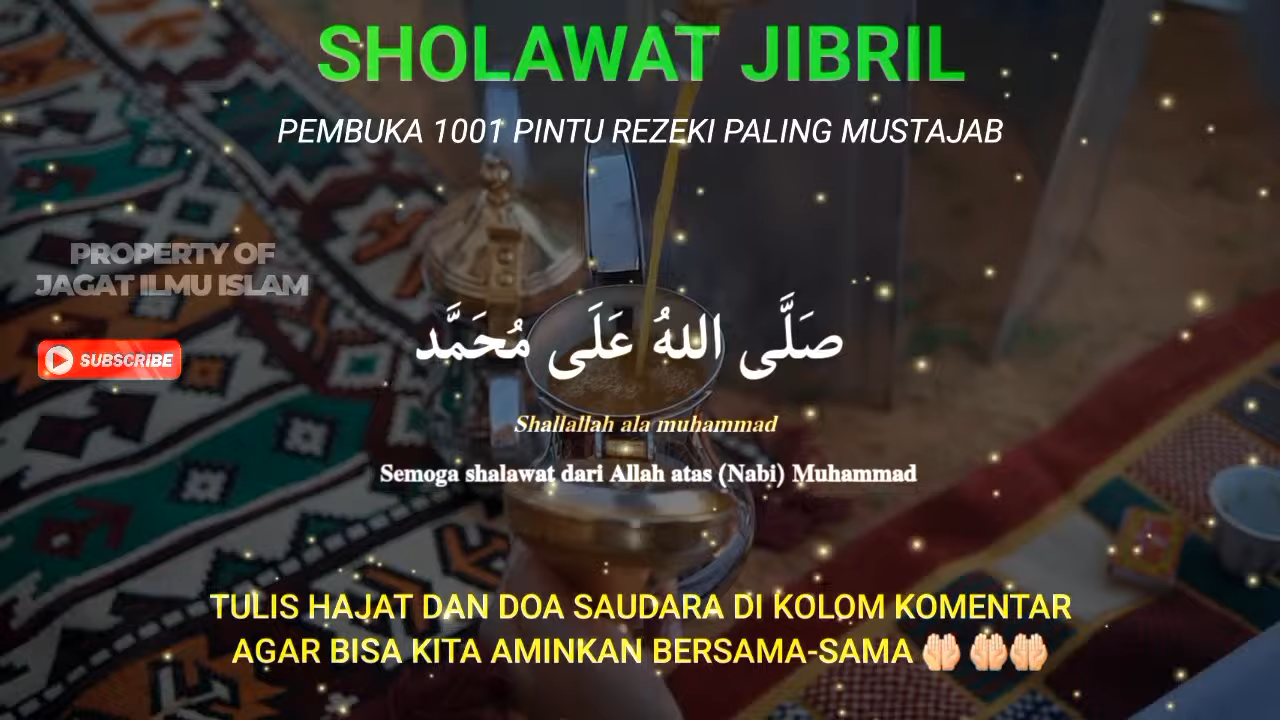 SHOLAWAT JIBRIL
PEMBUKA 1001 PINTU REZEKI PALING MUSTAJAB
PROPERTY OF
JAGAT ILMU ISLAM
SUBSCRIBE
صَلَّى اللهُ عَلَى مُحَمَّد
Shallallah ala muhammad
Semoga shalawat dari Allah atas (Nabi) Muhammad
TULIS HAJAT DAN DOA SAUDARA DI KOLOM KOMENTAR
AGAR BISA KITA AMINKAN BERSAMA-SAMA 🤲🏻 🤲🏻🤲🏻